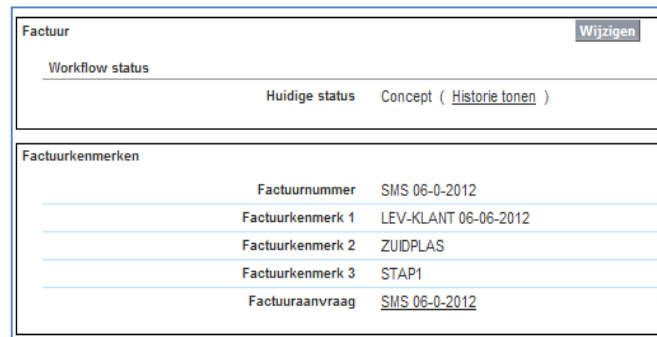 Factuur Wijzigen
Workflow status
Huidige status Concept ( Historie tonen )
Factuurkenmerken
Factuurnummer SMS 06-0-2012
Factuurkenmerk 1 LEV-KLANT 06-06-2012
Factuurkenmerk 2 ZUIDPLAS
Factuurkenmerk 3 STAP1
Factuuraanvraag SMS 06-0-2012